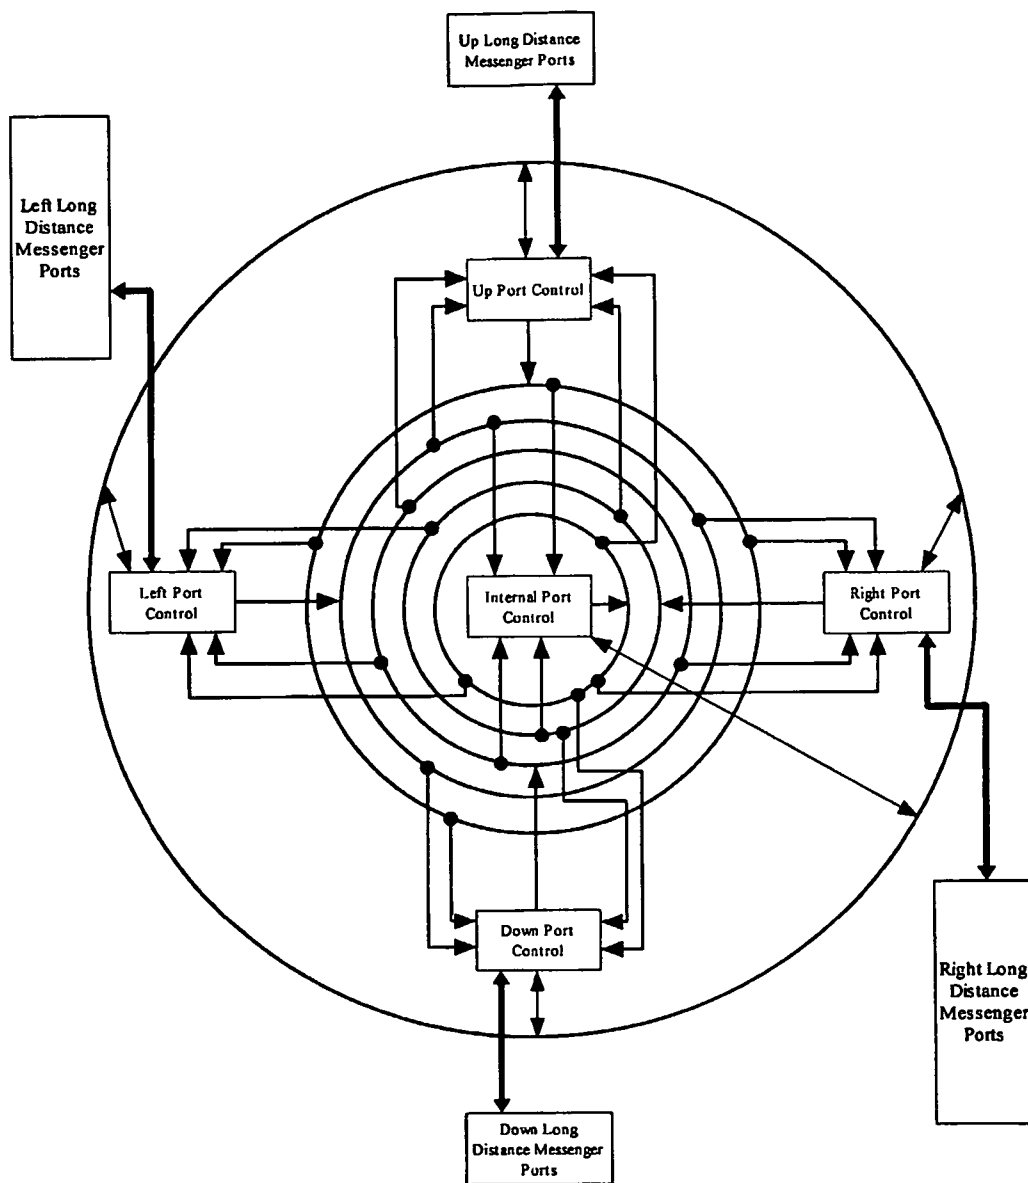 Up Long Distance
Messenger Ports
Left Long
Distance
Messenger
Ports
Up Port Control
Left Port
Control
Internal Port
Control
Right Port
Control
Down Port
Control
Right Long
Distance
Messenger
Ports
Down Long
Distance Messenger
Ports